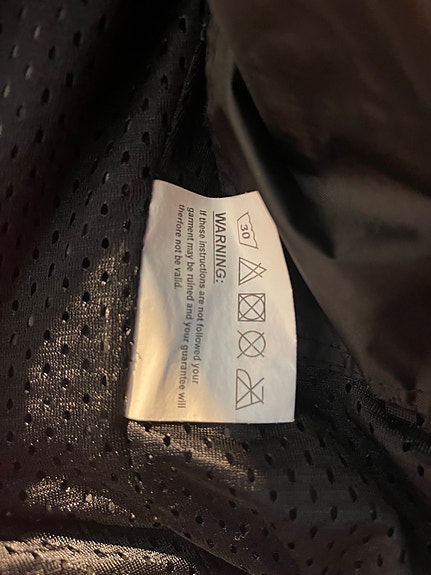 30
WARNING:
If these instructions are not followed your
garment may be ruined and your guarantee will
therfore not be valid.